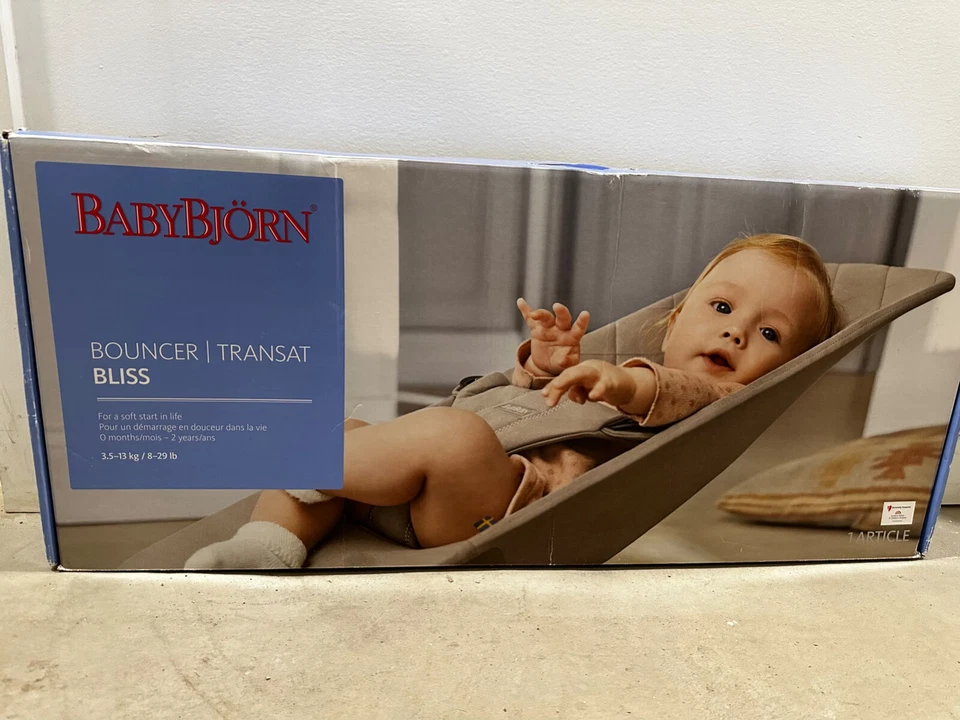 BABYBJÖRN®
BOUNCER | TRANSAT
BLISS
For a soft start in life
Pour un démarrage en douceur dans la vie
0 months/mois – 2 years/ans
3.5–13 kg / 8–29 lb
1 ARTICLE